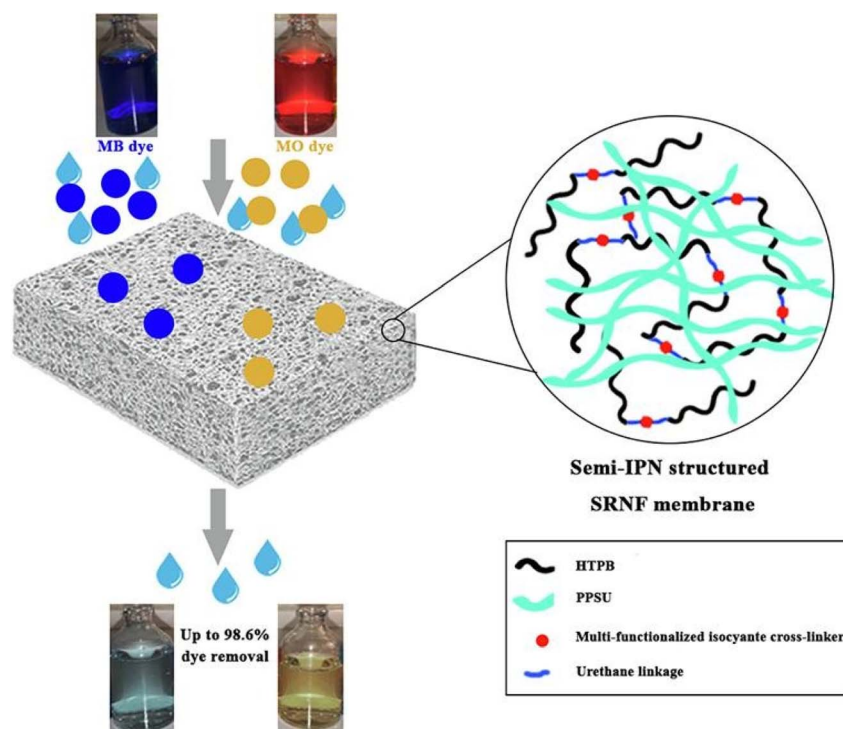 MB dye
MO dye
Semi-IPN structured
SRNF membrane
HTPB
PPSU
Multi-functionalized isocyante cross-linker
Urethane linkage
Up to 98.6%
dye removal